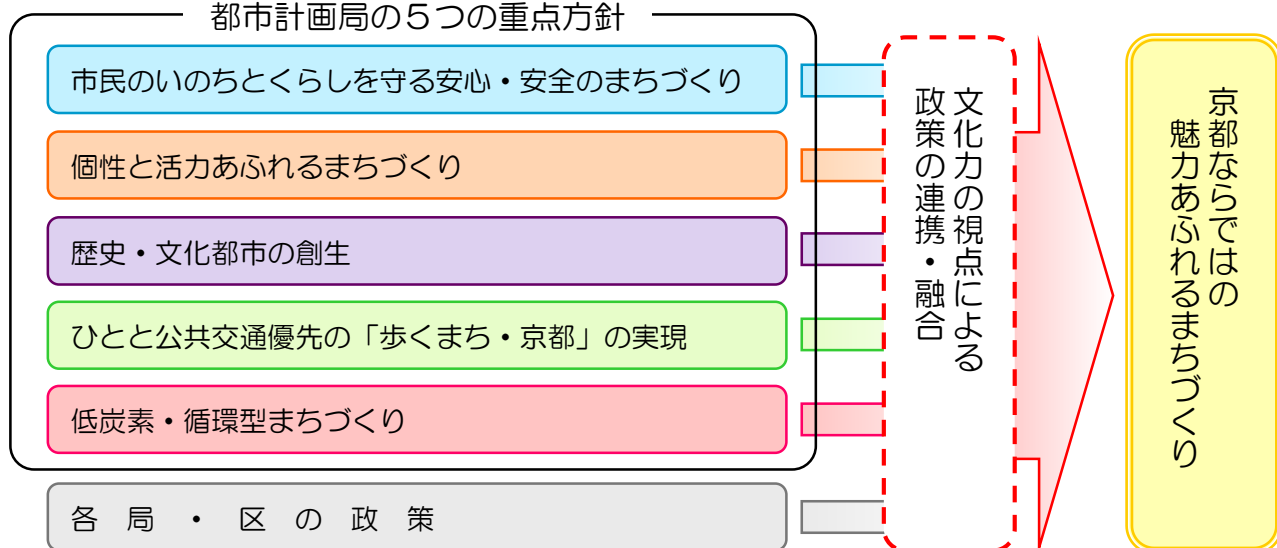 都市計画局の５つの重点方針
市民のいのちとくらしを守る安心・安全のまちづくり
個性と活力あふれるまちづくり
歴史・文化都市の創生
ひとと公共交通優先の「歩くまち・京都」の実現
低炭素・循環型まちづくり
各局・区の政策
文化力の視点による
政策の連携・融合
京都ならではの
魅力あふれるまちづくり